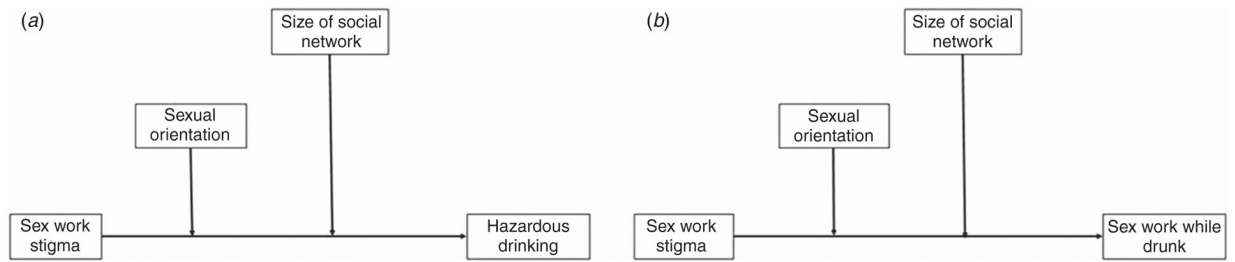 (a)
Size of social
network
Sexual
orientation
Sex work
stigma
Hazardous
drinking
(b)
Size of social
network
Sexual
orientation
Sex work
stigma
Sex work while
drunk